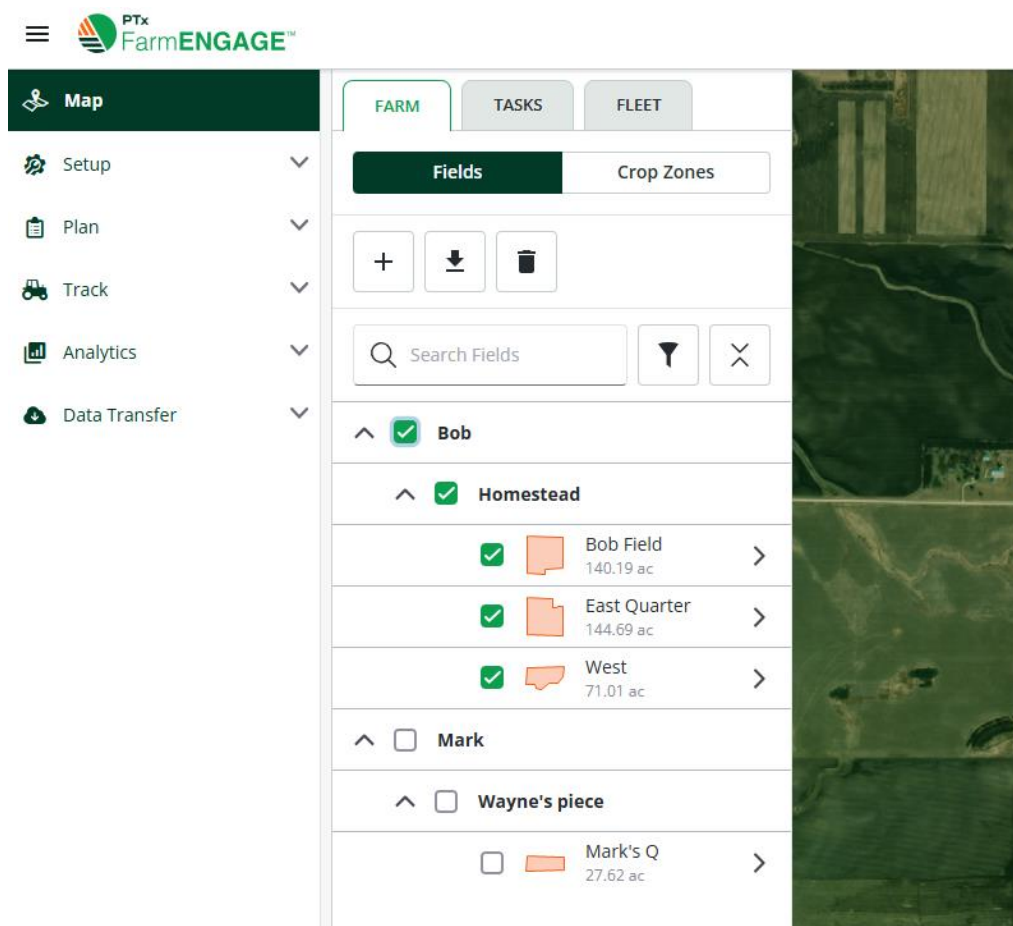 PTx
FarmENGAGE™
Map
Setup
Plan
Track
Analytics
Data Transfer
FARM
TASKS
FLEET
Fields
Crop Zones
Search Fields
Bob
Homestead
Bob Field
140.19 ac
East Quarter
144.69 ac
West
71.01 ac
Mark
Wayne's piece
Mark's Q
27.62 ac